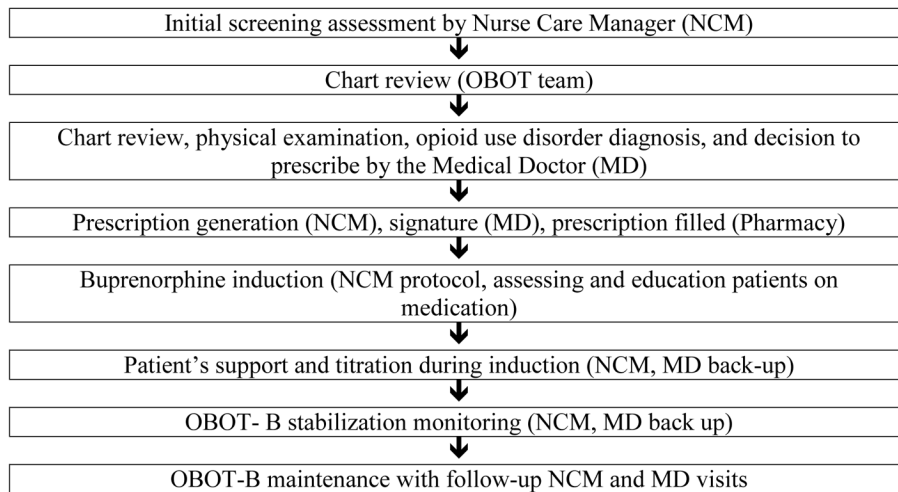 Initial screening assessment by Nurse Care Manager (NCM)
Chart review (OBOT team)
Chart review, physical examination, opioid use disorder diagnosis, and decision to
prescribe by the Medical Doctor (MD)
Prescription generation (NCM), signature (MD), prescription filled (Pharmacy)
Buprenorphine induction (NCM protocol, assessing and education patients on
medication)
Patient’s support and titration during induction (NCM, MD back-up)
OBOT- B stabilization monitoring (NCM, MD back up)
OBOT-B maintenance with follow-up NCM and MD visits